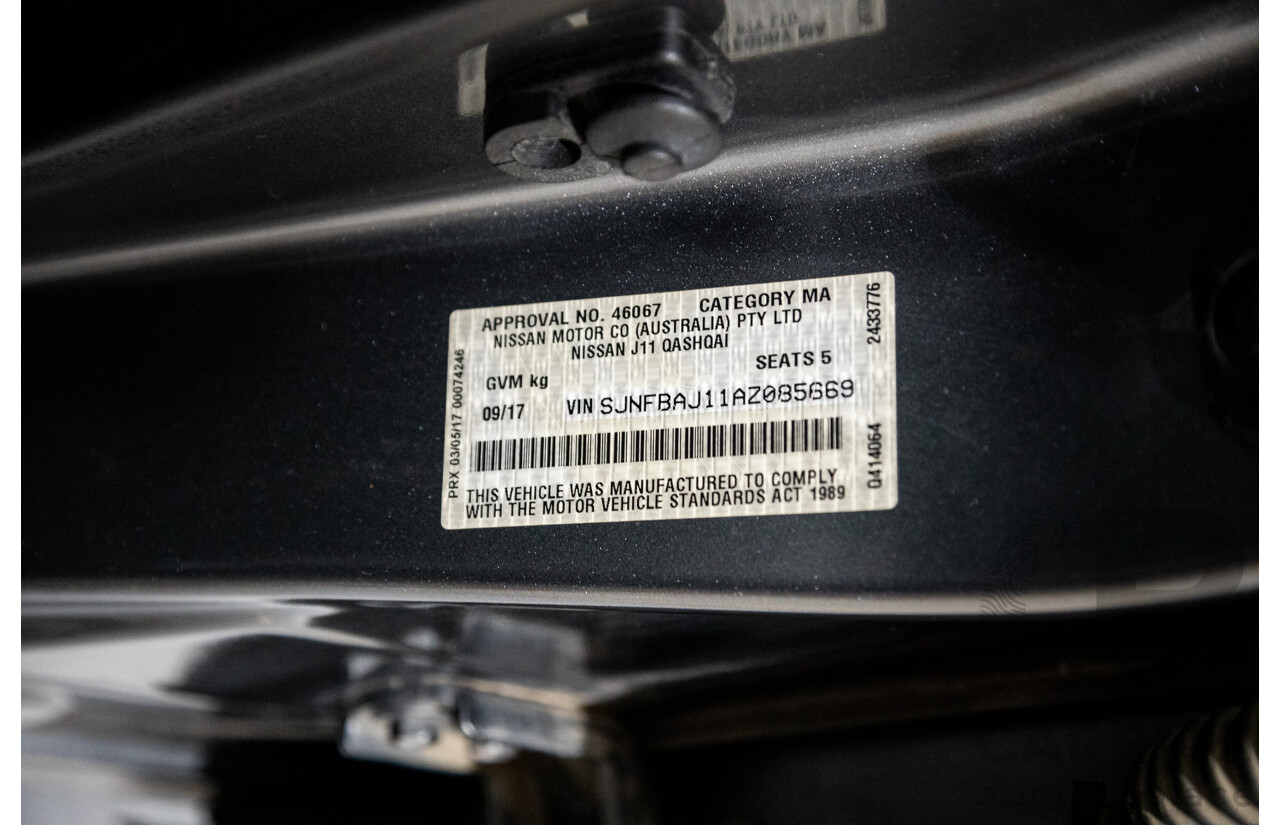 APPROVAL NO. 46067 CATEGORY MA
NISSAN MOTOR CO (AUSTRALIA) PTY LTD
NISSAN J11 QASHQAI
SEATS 5
GVM kg
09/17 VIN SJNFBAJ11AZ085669
THIS VEHICLE WAS MANUFACTURED TO COMPLY
WITH THE MOTOR VEHICLE STANDARDS ACT 1989
PRX 03/05/17 00074246
2433776
0414064